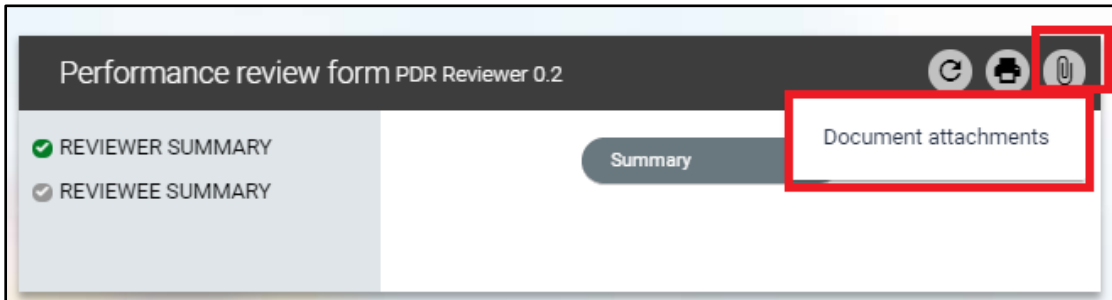 Performance review form PDR Reviewer 0.2
REVIEWER SUMMARY
REVIEWEE SUMMARY
Summary
Document attachments